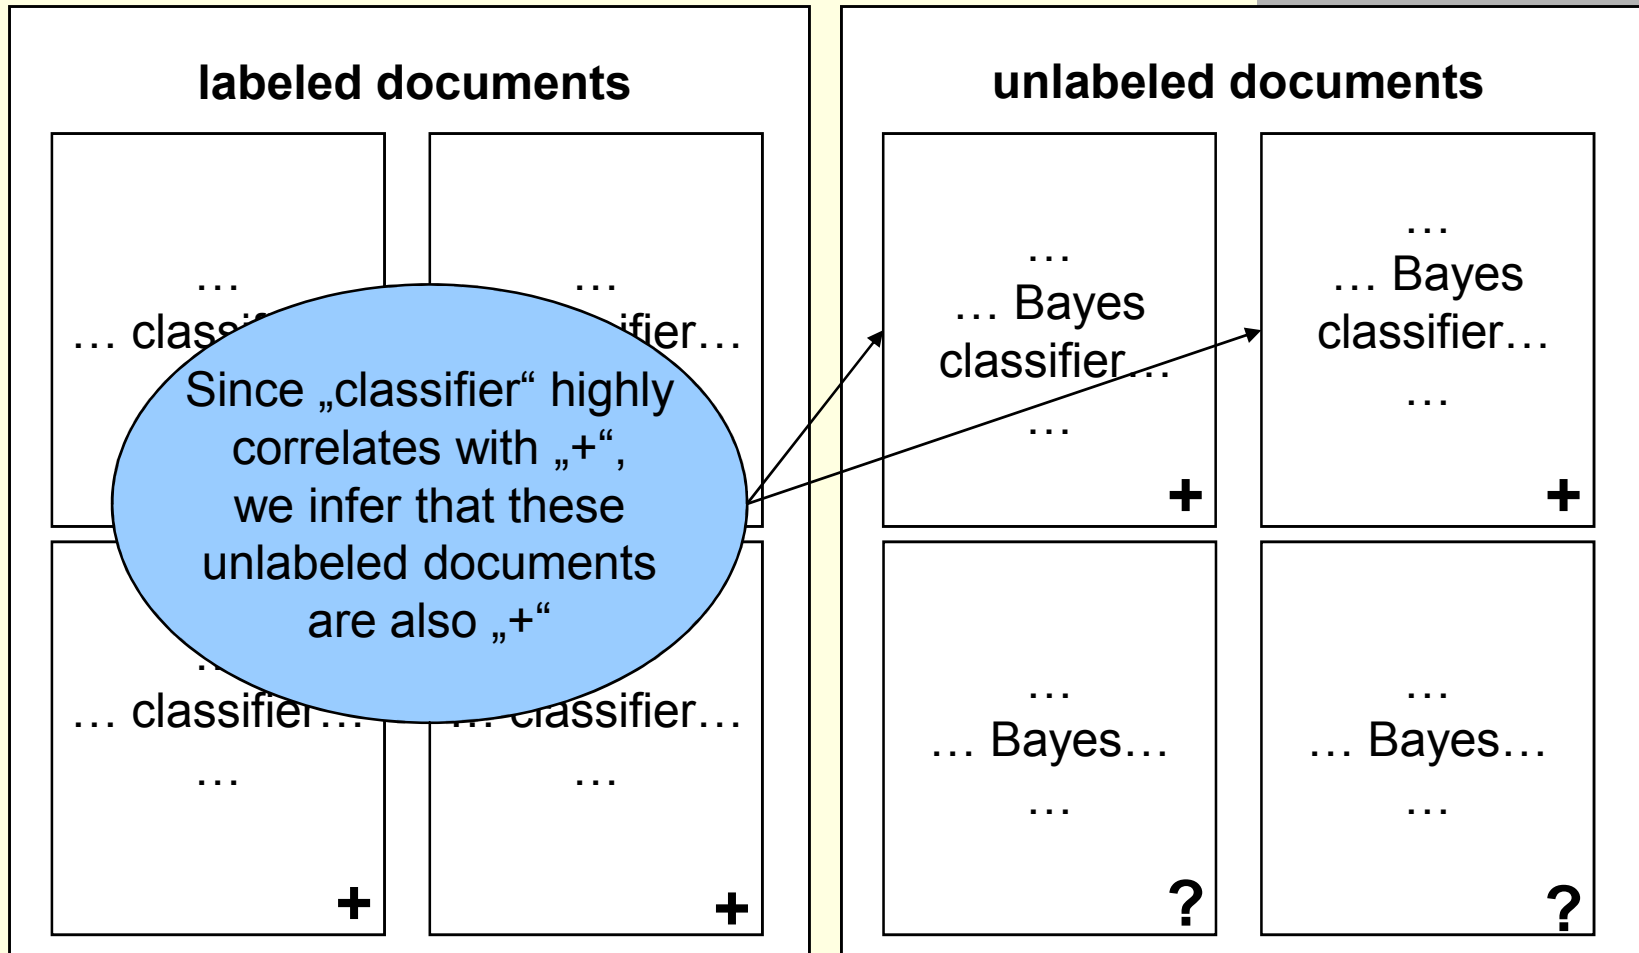 labeled documents
…
… 
…
ifier…
Since „classifier“ highly
correlates with „+“,
we infer that these
unlabeled documents
are also „+“
… classifier…
…
+
… classifier…
…
+
unlabeled documents
…
… Bayes
classifier…
…
+
…
… Bayes
classifier…
…
+
…
… Bayes…
…
?
…
… Bayes…
…
?